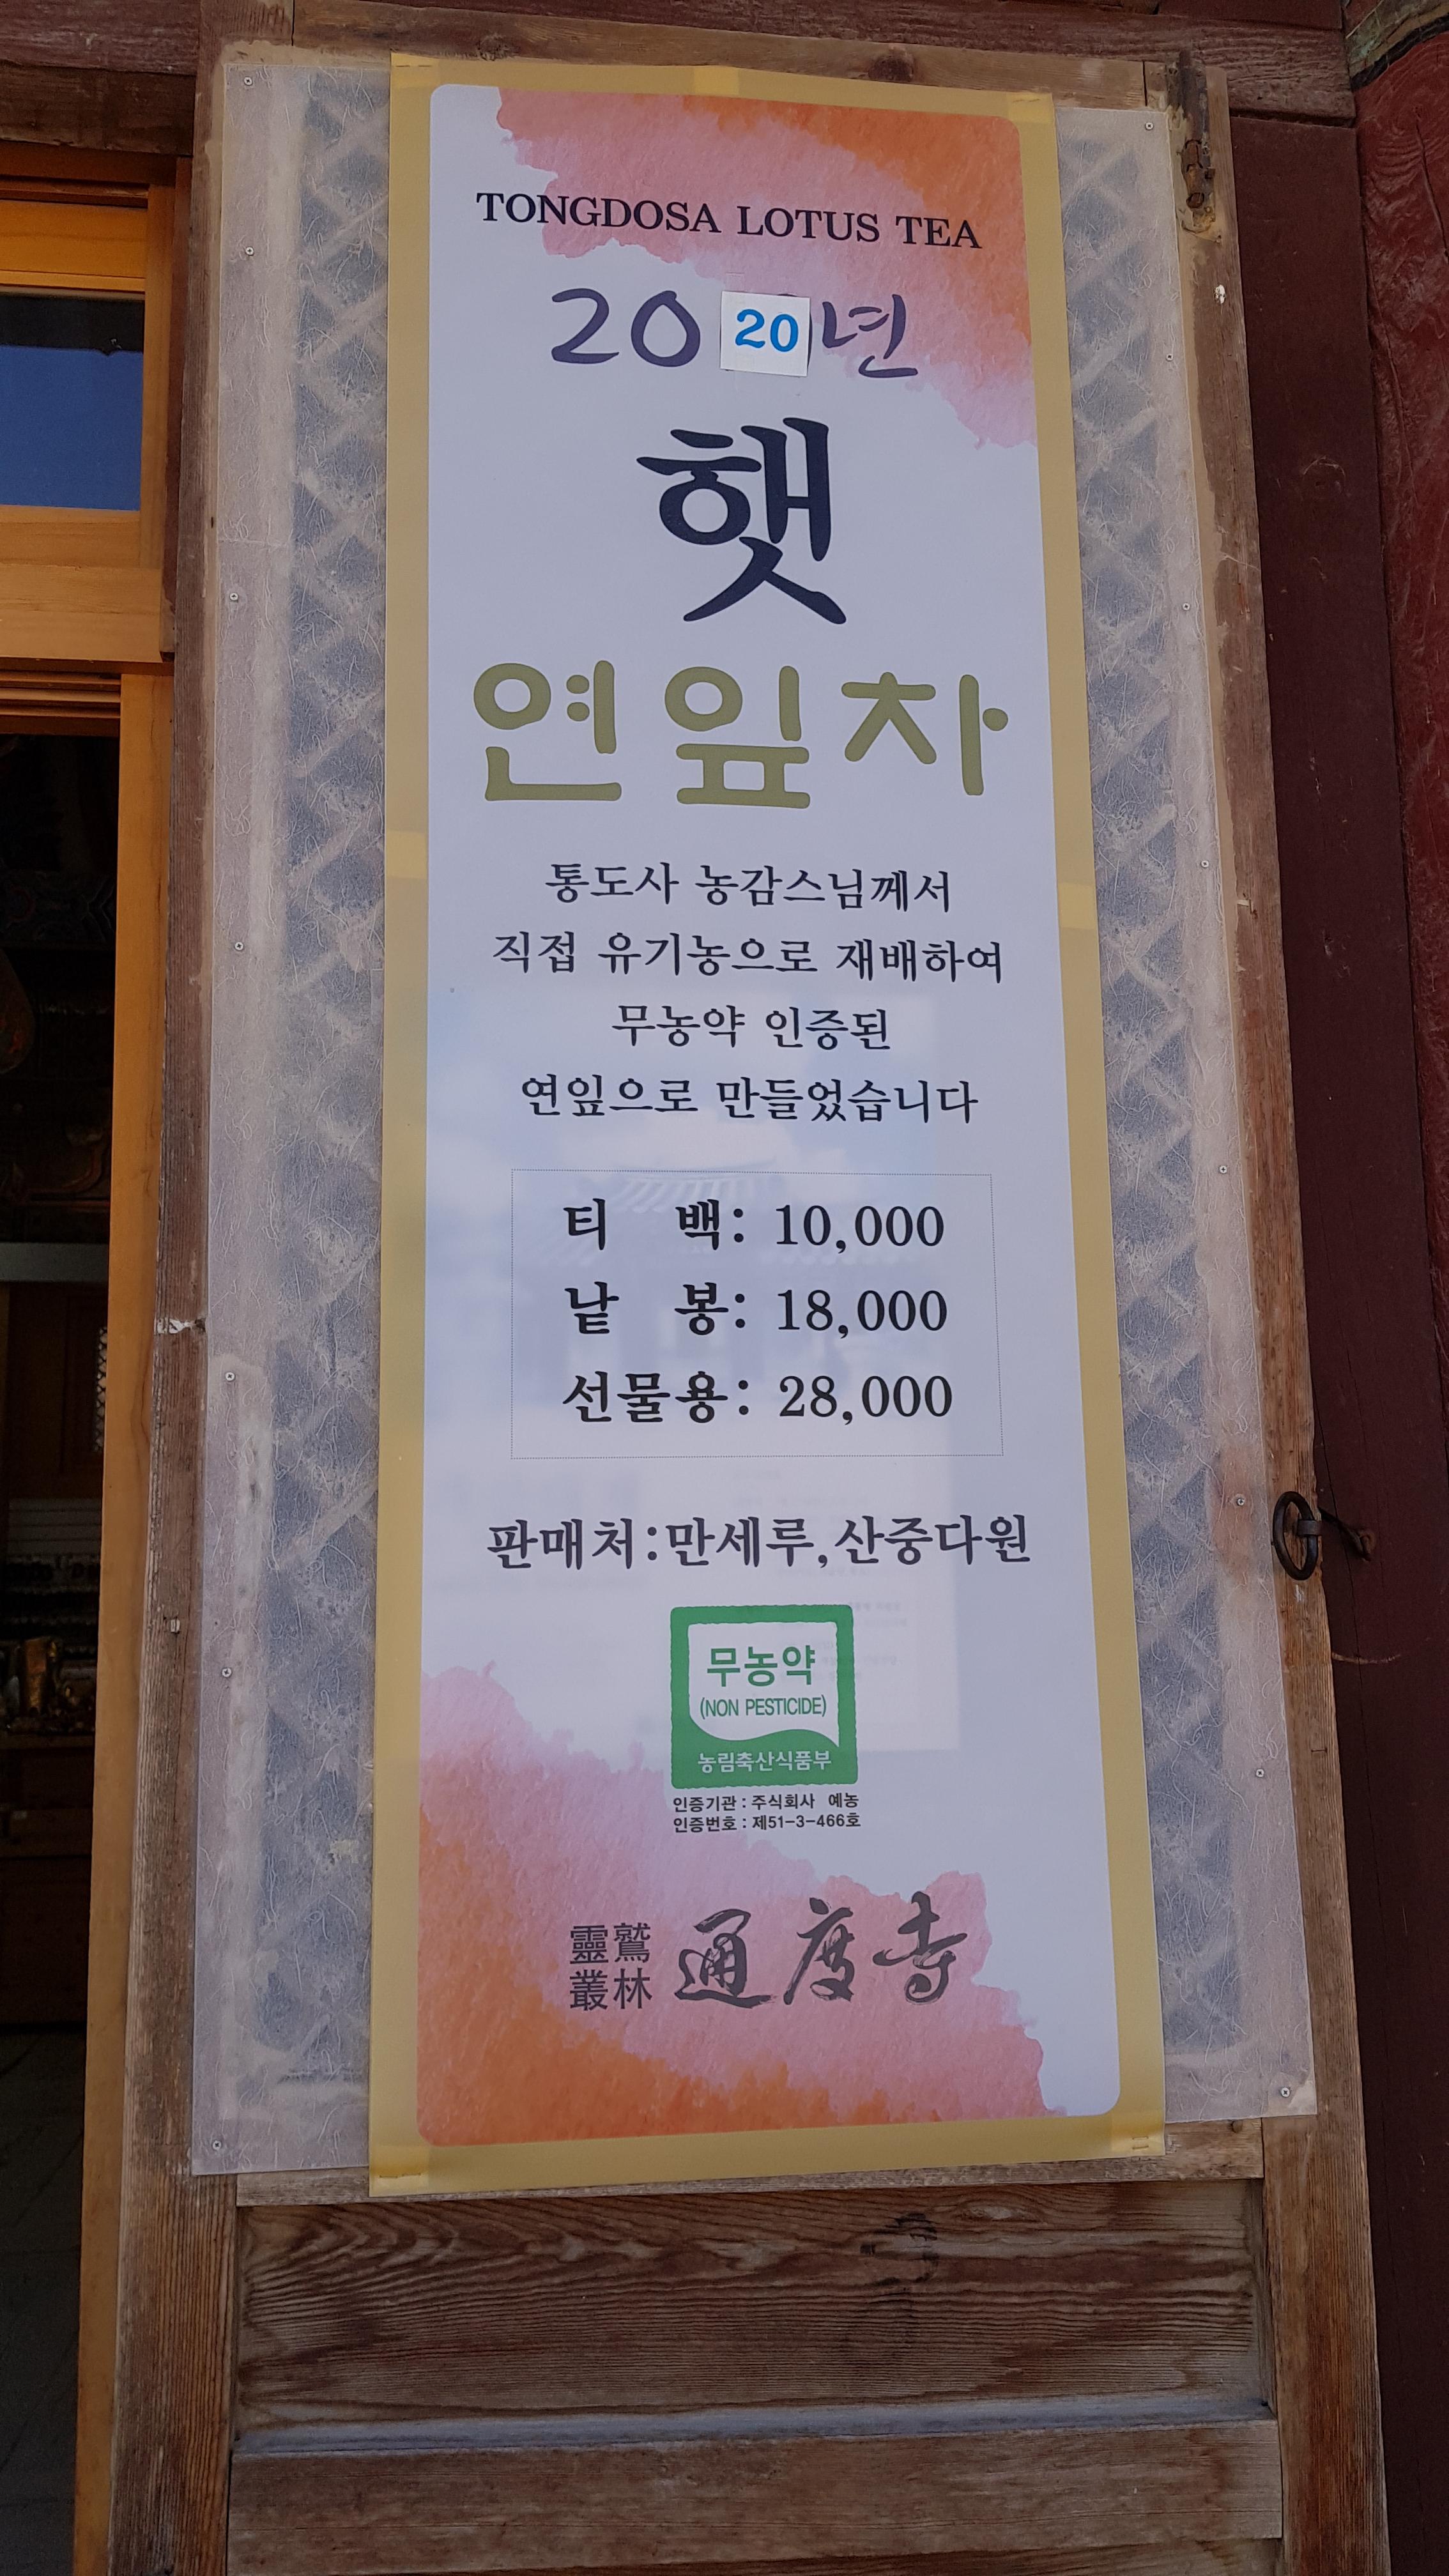 TONGDOSA LOTUS TEA
2020년
햇
연잎차
통도사 농감스님께서
직접 유기농으로 재배하여
무농약 인증된
연잎으로 만들었습니다
티 백: 10,000
낱 봉: 18,000
선물용: 28,000
판매처:만세루,산중다원
무농약
(NON PESTICIDE)
농림축산식품부
인증기관 : 주식회사 예농
인증번호 : 제51-3-466호
靈鷲
叢林
通度寺